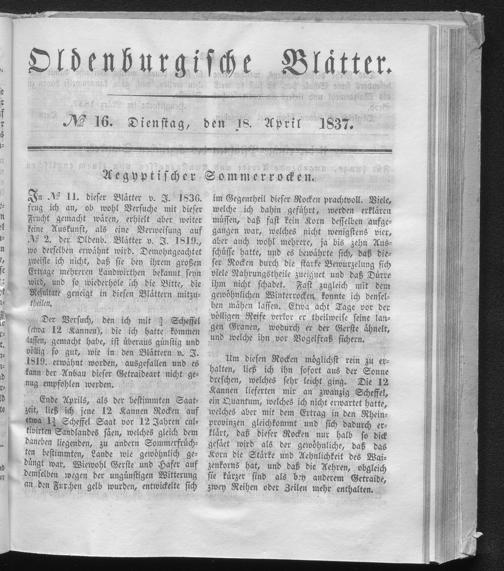 Oldenburgische Blätter.
№ 16. Dienstag, den 18. April 1837.
Aegyptischer Sommerrocken.
In № 11. dieser Blätter v. J. 1836.
frug ich an, ob wohl Versuche mit dieser
Frucht gemacht wären, erhielt aber weiter
keine Auskunft, als eine Verweisung auf
№ 2. der Oldenb. Blätter v. J. 1819.,
wo derselben erwähnt wird. Demohngeachtet
zweifle ich nicht, daß sie bey ihrem großen
Ertrage mehreren Landwirthen bekannt seyn
wird, und so wiederhole ich die Bitte, die
Resultate geneigt in diesen Blättern mitzu-
theilen.
Der Versuch, den ich mit Scheffel
(etwa 12 Kannen), die ich hatte kommen
lassen, gemacht habe, ist überaus günstig und
völlig so gut, wie in den Blättern v. J.
1819. erwähnt worden, ausgefallen und es
kann der Anbau dieser Getraideart nicht ge-
nug empfohlen werden.
Ende Aprils, als der bestimmten Saat-
zeit, ließ ich jene 12 Kannen Rocken auf
etwa 1¾ Scheffel Saat vor 12 Jahren cul-
tivirten Sandlandes säen, welches gleich dem
daneben liegenden, zu andern Sommerfrüch-
ten bestimmten, Lande wie gewöhnlich ge-
düngt war. Wiewohl Gerste und Hafer auf
demselben wegen der ungünstigen Witterung
an den Furchen gelb wurden, entwickelte sich
im Gegentheil dieser Rocken prachtvoll. Viele,
welche ich dahin geführt, werden erklären
müssen, daß fast kein Korn desselben aufge-
gangen war, welches nicht wenigstens vier,
aber auch wohl mehrere, ja bis zehn Aus-
schüsse hatte, und es bewährte sich, daß die-
ser Rocken durch die starke Bewurzelung sich
viele Nahrungstheile zueignet und daß Dürre
ihm nicht schadet. Fast zugleich mit dem
gewöhnlichen Winterrocken konnte ich densel-
ben mähen lassen. Etwa acht Tage vor der
völligen Reife verlor er theilweise seine lan-
gen Granen, wodurch er der Gerste ähnelt,
und welche ihn vor Vogelfraß sichern.
Um diesen Rocken möglichst rein zu er-
halten, ließ ich ihn sofort aus der Sonne
dreschen, welches sehr leicht ging. Die 12
Kannen lieferten mir an zwanzig Scheffel,
ein Quantum, welches ich nicht erwartet hatte,
welches aber mit dem Ertrag in den Rhein-
provinzen gleichkommt und sich dadurch er-
klärt, daß dieser Rocken nur halb so dick
gesäet wird als der gewöhnliche, daß das
Korn die Stärke und Aehnlichkeit des Wai-
zenkorns hat, und daß die Aehren, obgleich
sie kürzer sind als bey anderem Getraide,
zwey Reihen oder Zeilen mehr enthalten.